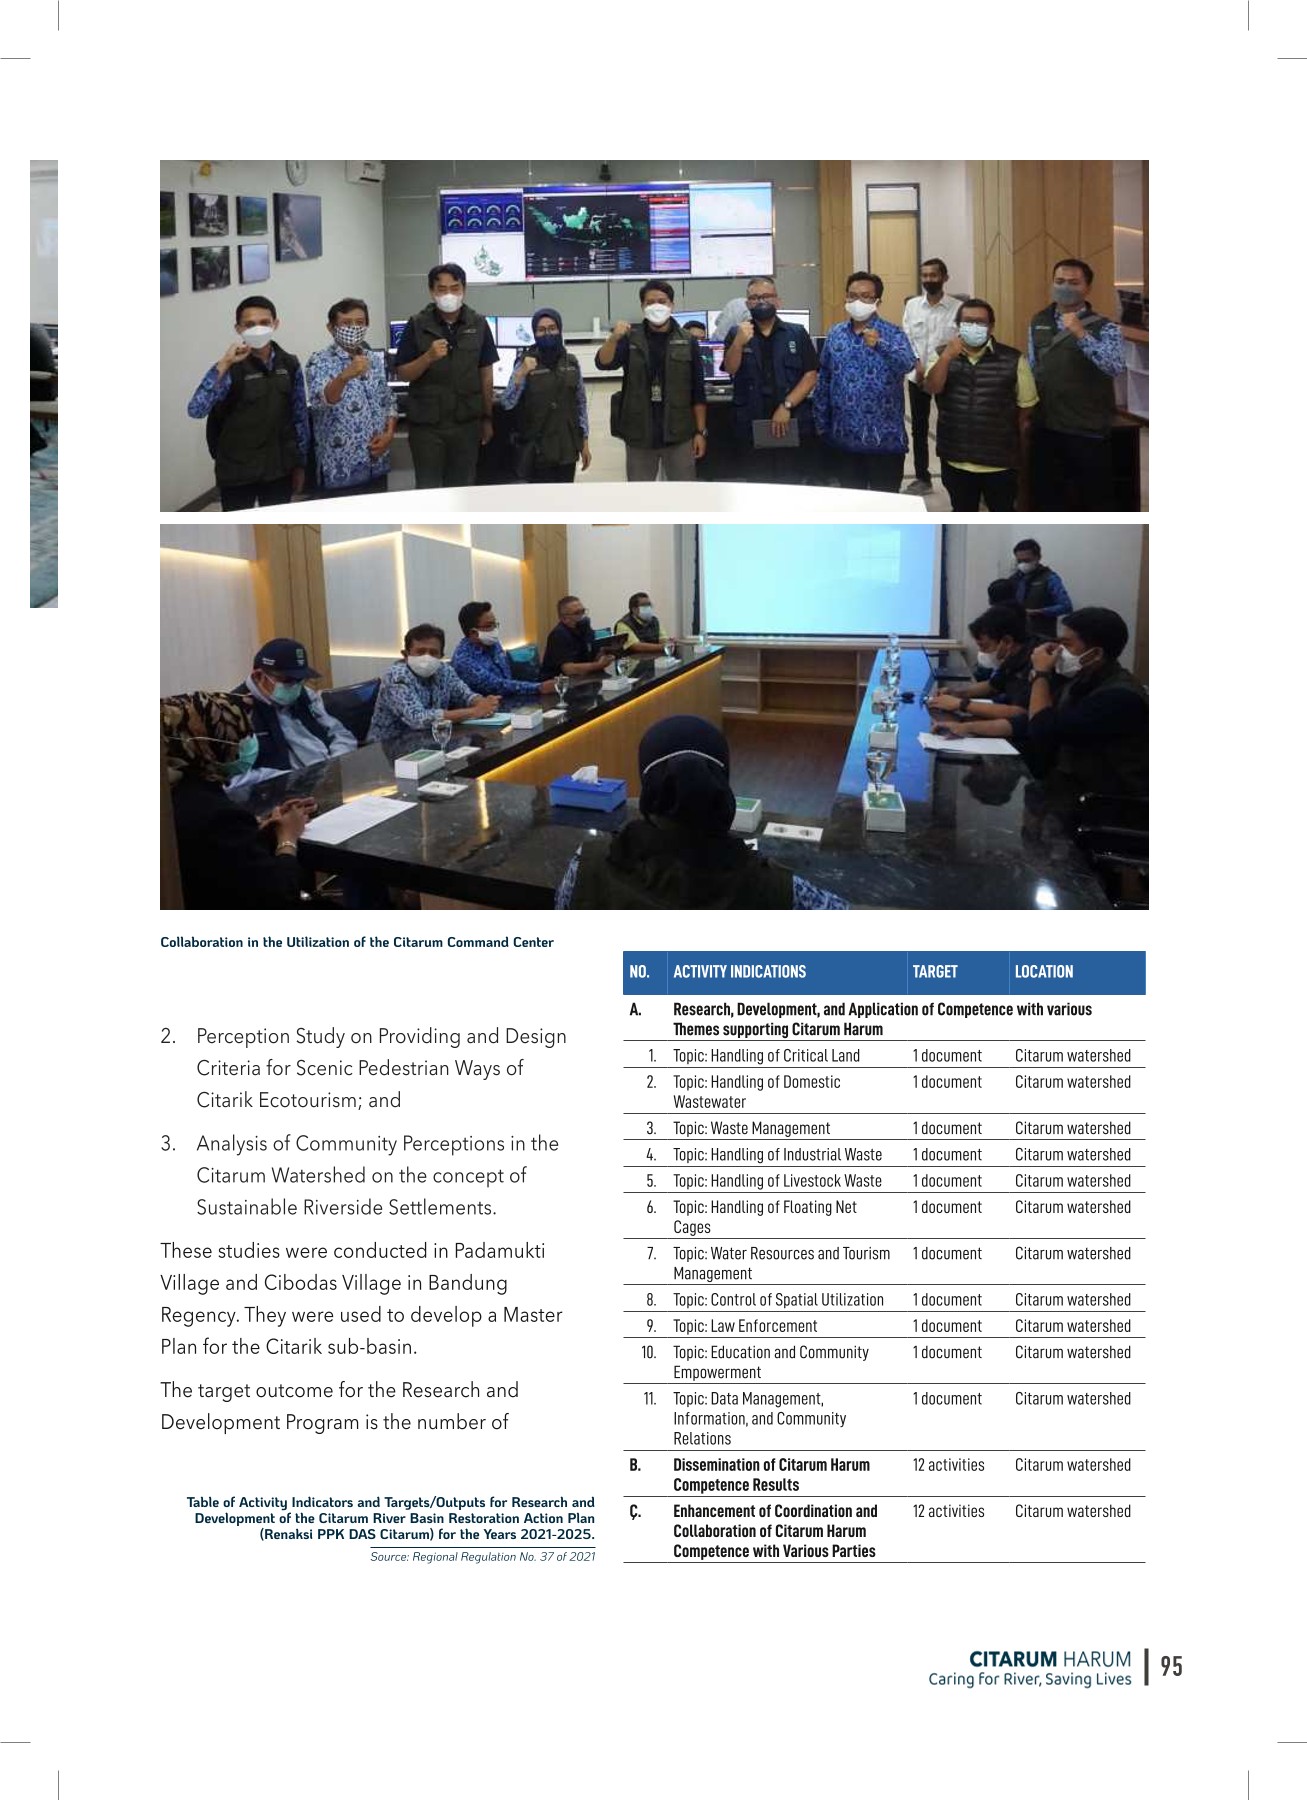 Collaboration in the Utilization of the Citarum Command Center
2. Perception Study on Providing and Design
Criteria for Scenic Pedestrian Ways of
Citarik Ecotourism; and
3. Analysis of Community Perceptions in the
Citarum Watershed on the concept of
Sustainable Riverside Settlements.
These studies were conducted in Padamukti
Village and Cibodas Village in Bandung
Regency. They were used to develop a Master
Plan for the Citarik sub-basin.
The target outcome for the Research and
Development Program is the number of
Table of Activity Indicators and Targets/Outputs for Research and
Development of the Citarum River Basin Restoration Action Plan
(Renaksi PPK DAS Citarum) for the Years 2021-2025.
Source: Regional Regulation No. 37 of 2021
NO. ACTIVITY INDICATIONS TARGET LOCATION
A. Research, Development, and Application of Competence with various
Themes supporting Citarum Harum
1. Topic: Handling of Critical Land 1 document Citarum watershed
2. Topic: Handling of Domestic 1 document Citarum watershed
Wastewater
3. Topic: Waste Management 1 document Citarum watershed
4. Topic: Handling of Industrial Waste 1 document Citarum watershed
5. Topic: Handling of Livestock Waste 1 document Citarum watershed
6. Topic: Handling of Floating Net 1 document Citarum watershed
Cages
7. Topic: Water Resources and Tourism 1 document Citarum watershed
Management
8. Topic: Control of Spatial Utilization 1 document Citarum watershed
9. Topic: Law Enforcement 1 document Citarum watershed
10. Topic: Education and Community 1 document Citarum watershed
Empowerment
11. Topic: Data Management, 1 document Citarum watershed
Information, and Community
Relations
B. Dissemination of Citarum Harum 12 activities Citarum watershed
Competence Results
Ç. Enhancement of Coordination and 12 activities Citarum watershed
Collaboration of Citarum Harum
Competence with Various Parties
CITARUM HARUM
Caring for River, Saving Lives
95